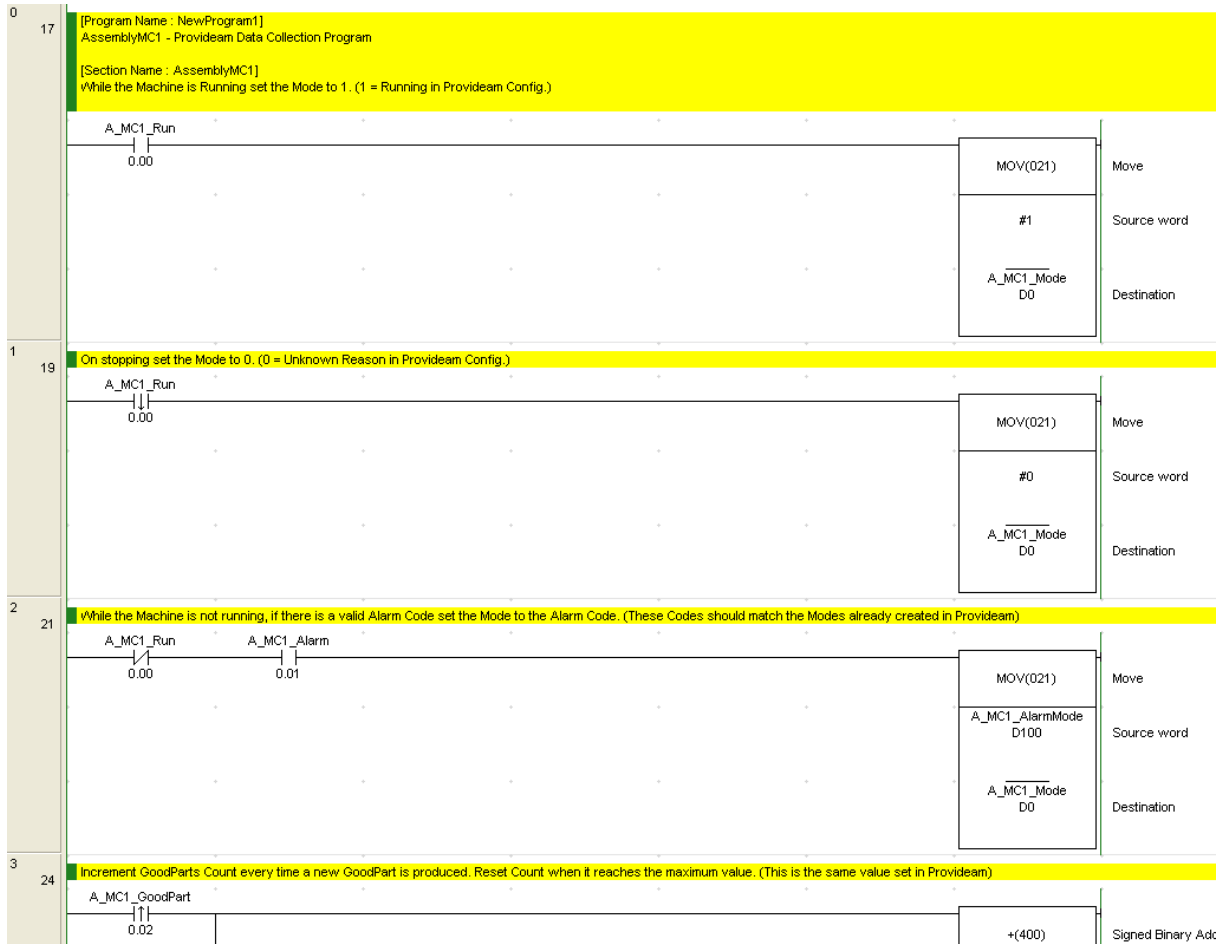 0
17
[Program Name : NewProgram1]
AssemblyMC1 - Provideam Data Collection Program
[Section Name : AssemblyMC1]
While the Machine is Running set the Mode to 1. (1 = Running in Provideam Config.)
A_MC1_Run
0.00
MOV(021)
Move
#1
Source word
A_MC1_Mode
D0
Destination
1
19
On stopping set the Mode to 0. (0 = Unknown Reason in Provideam Config.)
A_MC1_Run
0.00
MOV(021)
Move
#0
Source word
A_MC1_Mode
D0
Destination
2
21
While the Machine is not running, if there is a valid Alarm Code set the Mode to the Alarm Code. (These Codes should match the Modes already created in Provideam)
A_MC1_Run
A_MC1_Alarm
0.00
0.01
MOV(021)
Move
A_MC1_AlarmMode
D100
Source word
A_MC1_Mode
D0
Destination
3
24
Increment GoodParts Count every time a new GoodPart is produced. Reset Count when it reaches the maximum value. (This is the same value set in Provideam)
A_MC1_GoodPart
0.02
+(400)
Signed Binary Add